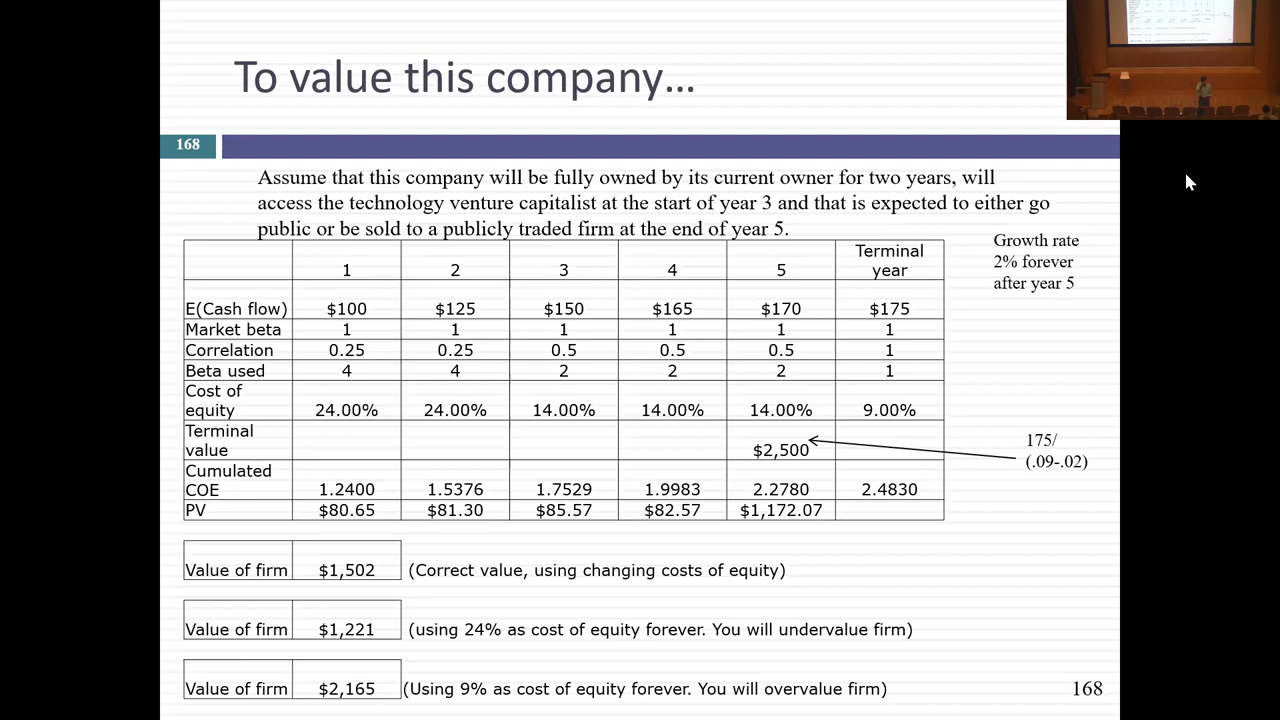 To value this company…
168
Assume that this company will be fully owned by its current owner for two years, will
access the technology venture capitalist at the start of year 3 and that is expected to either go
public or be sold to a publicly traded firm at the end of year 5.
Growth rate
2% forever
after year 5
1 2 3 4 5 Terminal year
E(Cash flow) $100 $125 $150 $165 $170 $175
Market beta 1 1 1 1 1 1
Correlation 0.25 0.25 0.5 0.5 0.5 1
Beta used 4 4 2 2 2 1
Cost of equity 24.00% 24.00% 14.00% 14.00% 14.00% 9.00%
Terminal value $2,500
175/
(.09-.02)
Cumulated COE 1.2400 1.5376 1.7529 1.9983 2.2780 2.4830
PV $80.65 $81.30 $85.57 $82.57 $1,172.07
Value of firm $1,502 (Correct value, using changing costs of equity)
Value of firm $1,221 (using 24% as cost of equity forever. You will undervalue firm)
Value of firm $2,165 (Using 9% as cost of equity forever. You will overvalue firm)
168